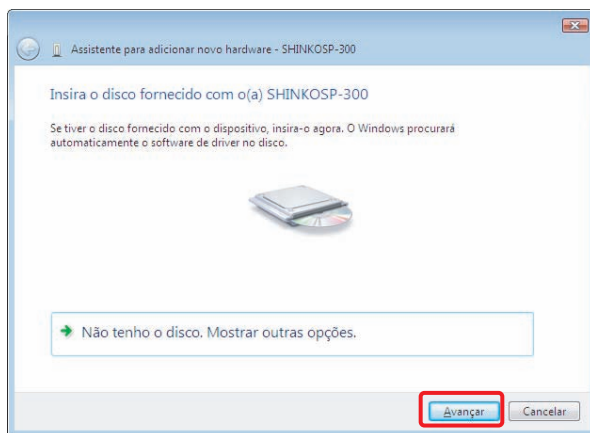 Assistente para adicionar novo hardware - SHINKOSP-300
Insira o disco fornecido com o(a) SHINKOSP-300
Se tiver o disco fornecido com o dispositivo, insira-o agora. O Windows procurará
automaticamente o software de driver no disco.
Não tenho o disco. Mostrar outras opções.
Avançar
Cancelar